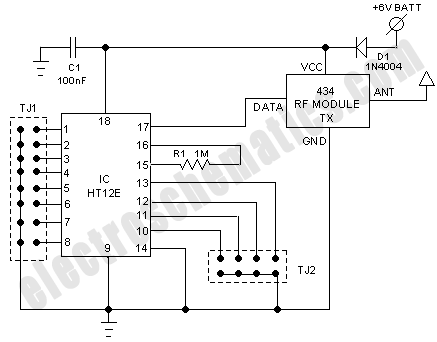 +6V BATT
D1
1N4004
C1
100nF
VCC
434
RF MODULE
TX
ANT
DATA
GND
TJ1
18
1
2
3
4
5
6
7
8
IC
HT12E
17
16
15
13
12
11
10
14
9
R1 1M
TJ2
electroschematics.com